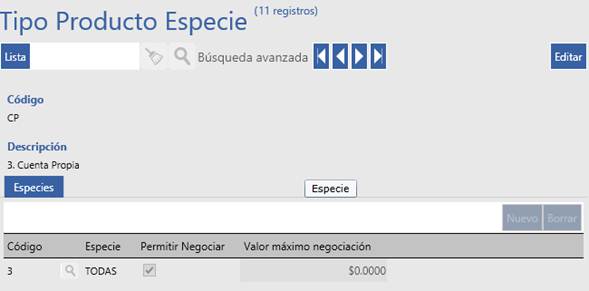 Tipo Producto Especie (11 registros)
Lista Búsqueda avanzada Editar
Código
CP
Descripción
3. Cuenta Propia
Especies Especie
Nuevo Borrar
Código Especie Permitir Negociar Valor máximo negociación
3 TODAS $0.0000